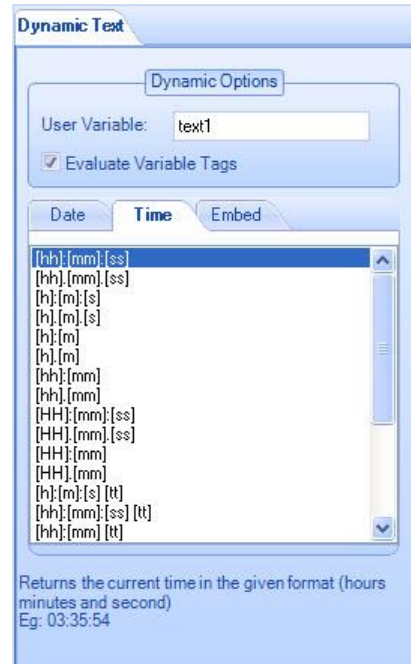 Dynamic Text
Dynamic Options
User Variable: text1
Evaluate Variable Tags
Date Time Embed
[hh]:[mm]:[ss]
[hh].[mm].[ss]
[h]:[m]:[s]
[h].[m].[s]
[h]:[m]
[h].[m]
[hh]:[mm]
[hh].[mm]
[HH]:[mm]:[ss]
[HH].[mm].[ss]
[HH]:[mm]
[HH].[mm]
[h]:[m]:[s] [tt]
[hh]:[mm]:[ss] [tt]
[hh]:[mm] [tt]
Returns the current time in the given format (hours
minutes and second)
Eg: 03:35:54